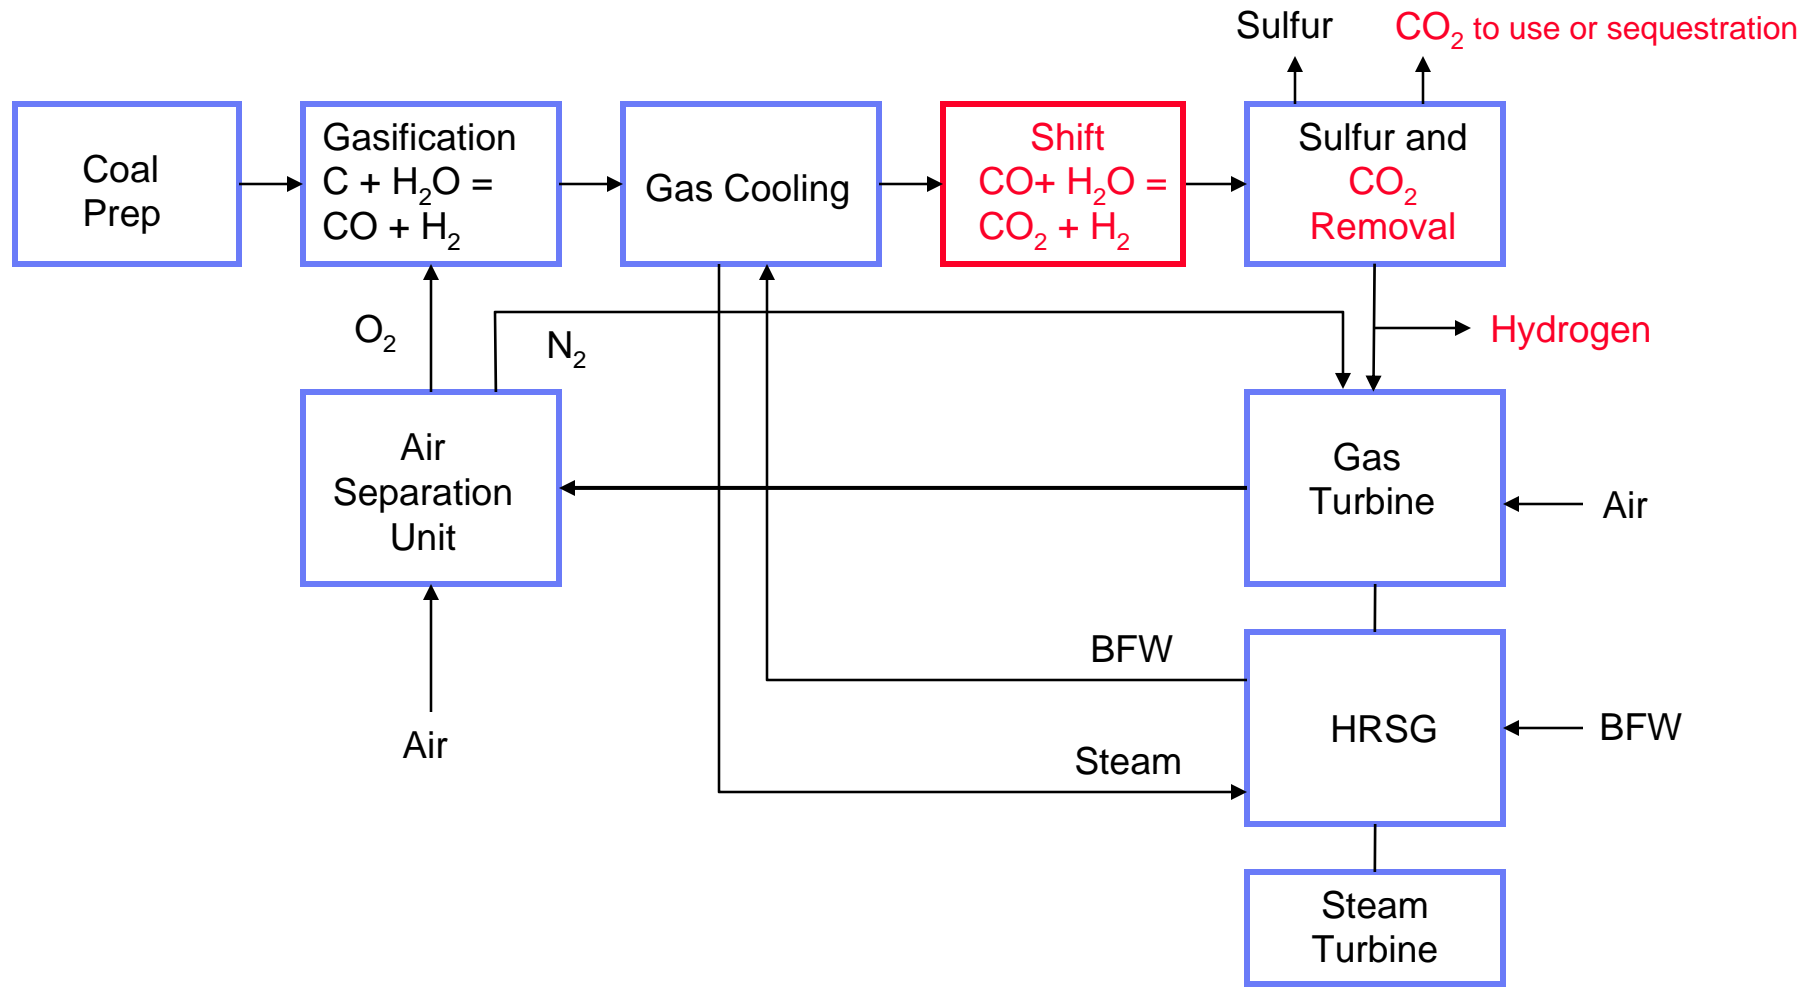 Sulfur
CO₂ to use or sequestration
Coal
Prep
Gasification
C + H₂O =
CO + H₂
Gas Cooling
Shift
CO+ H₂O =
CO₂ + H₂
Sulfur and
CO₂
Removal
O₂
N₂
Hydrogen
Air
Separation
Unit
Gas
Turbine
Air
Air
BFW
HRSG
BFW
Steam
Steam
Turbine